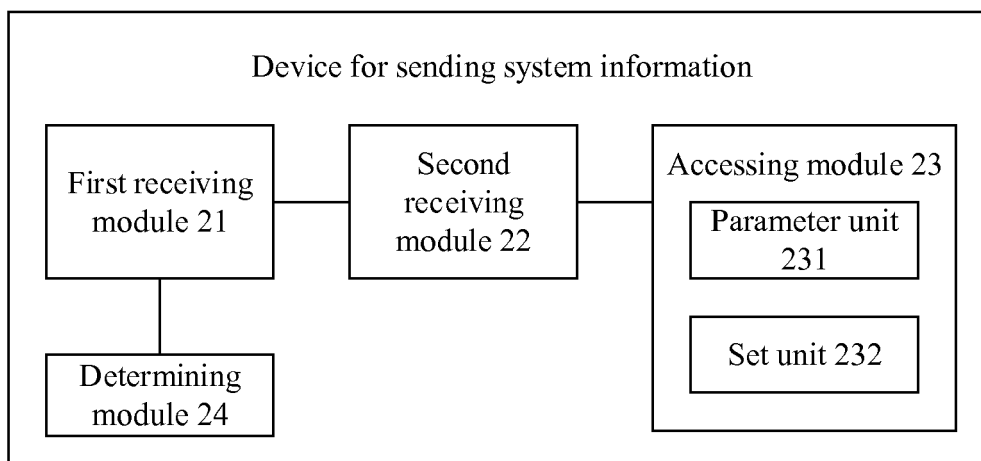 Device for sending system information
First receiving
module 21
Second
receiving
module 22
Accessing module 23
Parameter unit
231
Set unit 232
Determining
module 24